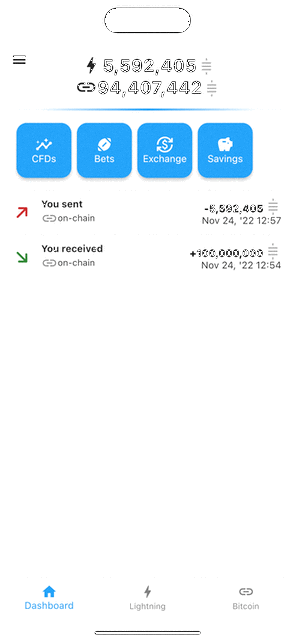 5,592,405
94,407,442
CFDs Bets Exchange Savings
You sent -5,592,405
on-chain Nov 24, '22 12:57
You received +100,000,000
on-chain Nov 24, '22 12:54
Dashboard Lightning Bitcoin